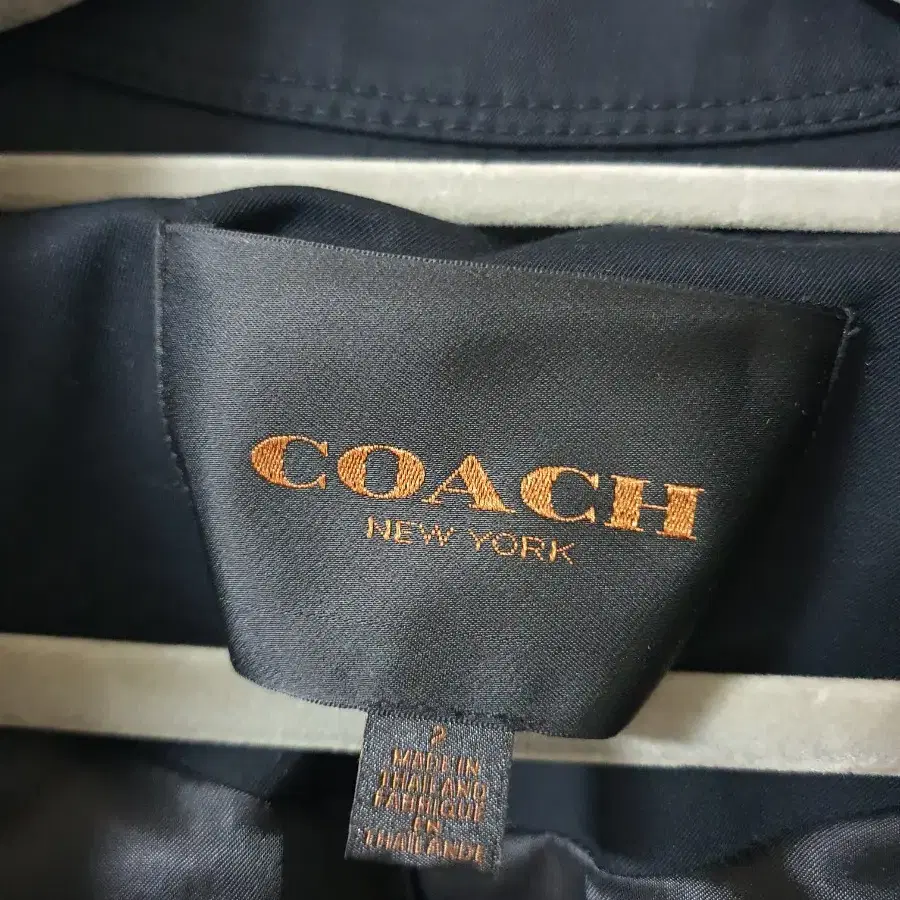 COACH
NEW YORK
2
MADE IN
THAILAND
FABRIQUE
EN
THAILANDE